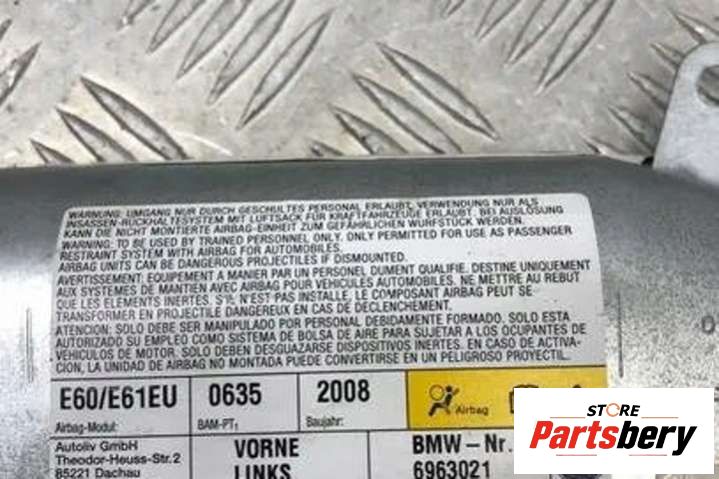 WARNUNG: UMGANG NUR DURCH GESCHULTES PERSONAL ERLAUBT, VERWENDUNG NUR ALS
INSASSEN-RÜCKHALTESYSTEM MIT LUFTSACK FÜR KRAFTFAHRZEUGE ERLAUBT. BEI AUSLÖSUNG
KANN DIE NICHT MONTIERTE AIRBAG-EINHEIT ZUM GEFÄHRLICHEN WURFSTÜCK WERDEN.
WARNING: TO BE USED BY TRAINED PERSONNEL ONLY. ONLY PERMITTED FOR USE AS PASSENGER
RESTRAINT SYSTEM WITH AIRBAG FOR AUTOMOBILES.
AIRBAG UNITS CAN BE DANGEROUS PROJECTILES IF DISMOUNTED.
AVERTISSEMENT: EQUIPEMENT A MANIER PAR UN PERSONEL DUMENT QUALIFIE. DESTINE UNIQUEMENT
AUX SYSTEMES DE MANTIEN AVEC AIRBAG POUR VEHICULES AUTOMOBILES. NE METTRE AU REBUT
QUE LES ELEMENTS INERTES. S'IL N'EST PAS INSTALLE, LE COMPOSANT AIRBAG PEUT SE
TRANSFORMER EN PROJECTILE DANGEREUX EN CAS DE DECLENCHEMENT.
ATENCION: SOLO DEBE SER MANIPULADO POR PERSONAL DEBIDAMENTE FORMADO. SOLO ESTA
AUTORIZADO SU EMPLEO COMO SISTEMA DE BOLSA DE AIRE PARA SUJETAR A LOS OCUPANTES DE
VEHICULOS DE MOTOR. SOLO DEBEN DESGUAZARSE DISPOSITIVOS INERTES. EN CASO DE ACTIVA-
CION, LA UNIDAD DE AIRBAG NO MONTADA PUEDE CONVERTIRSE EN UN PELIGROSO PROYECTIL.
E60/E61EU 0635 2008 Airbag
Airbag-Modul: BAM-PT1 Baujahr:
Autoliv GmbH VORNE BMW-Nr.
Theodor-Heuss-Str.2 LINKS 6963021
85221 Dachau
STORE
Partsbery